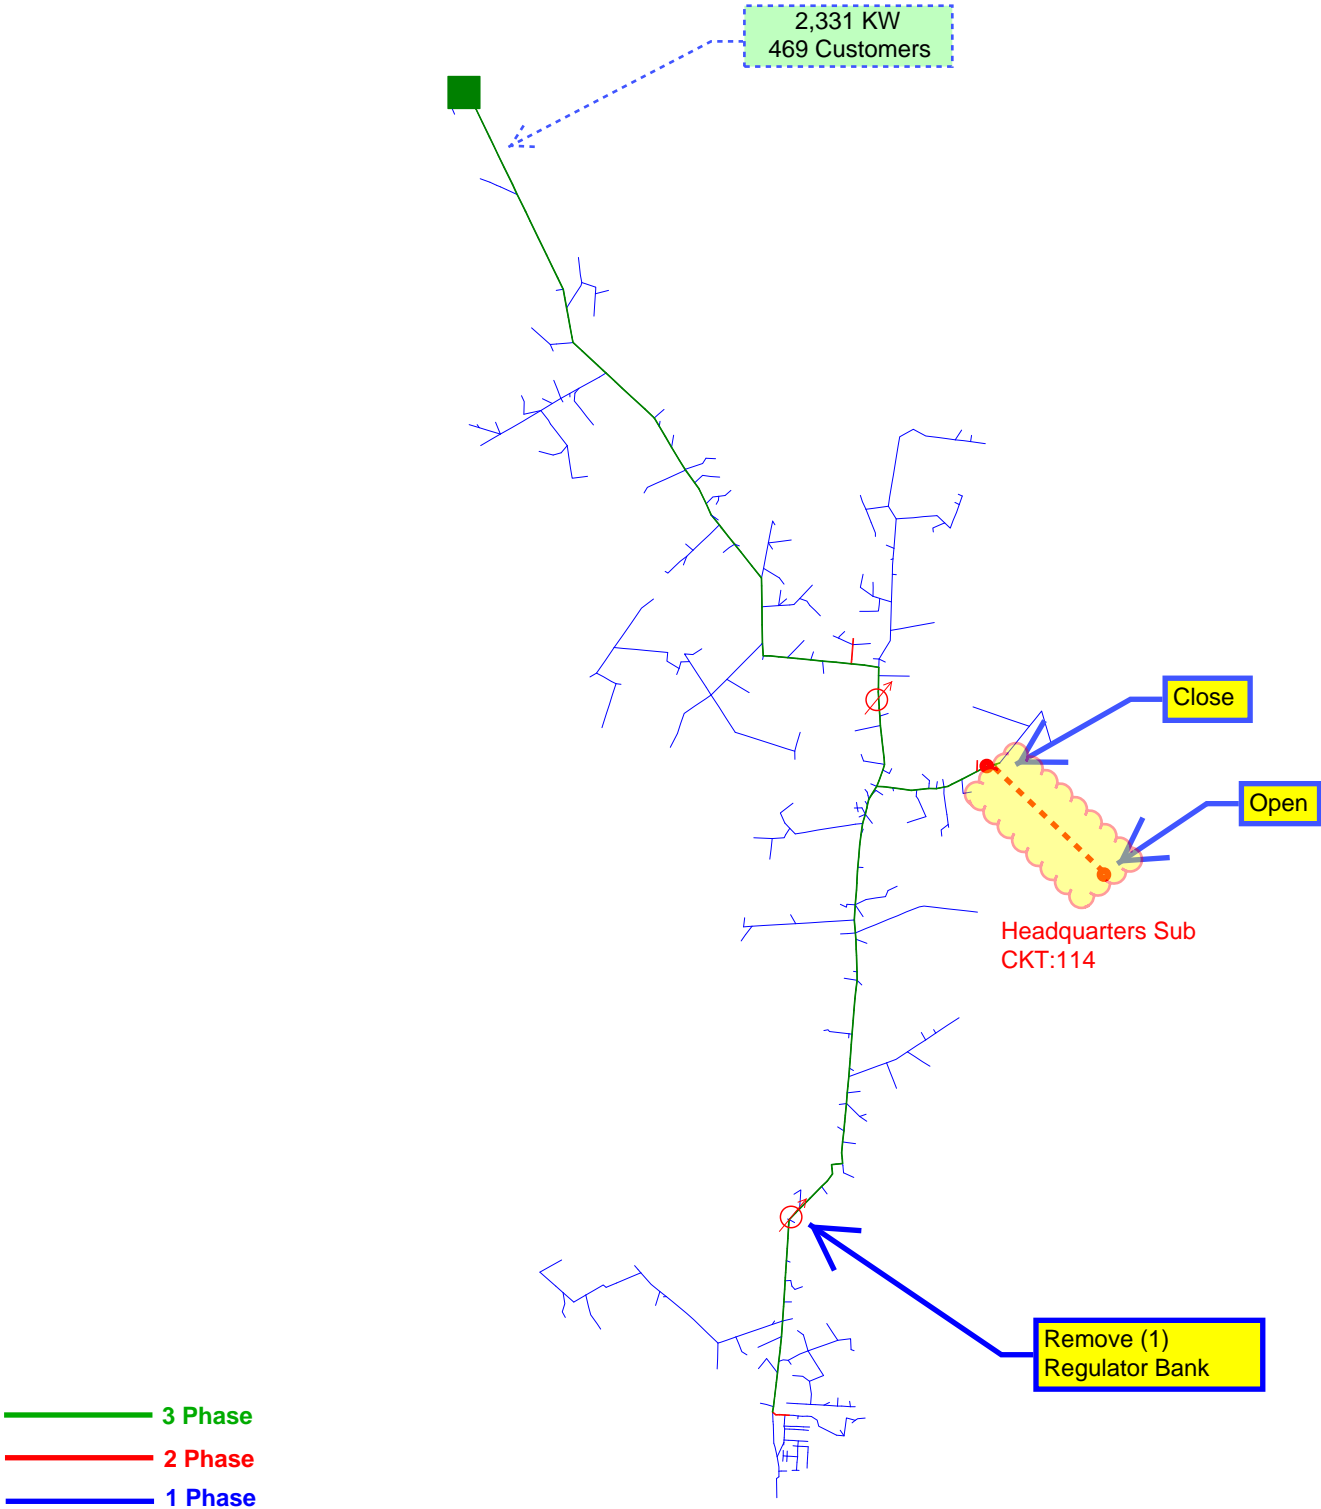 2,331 KW
469 Customers
Close
Open
Headquarters Sub
CKT:114
Remove (1)
Regulator Bank
3 Phase
2 Phase
1 Phase